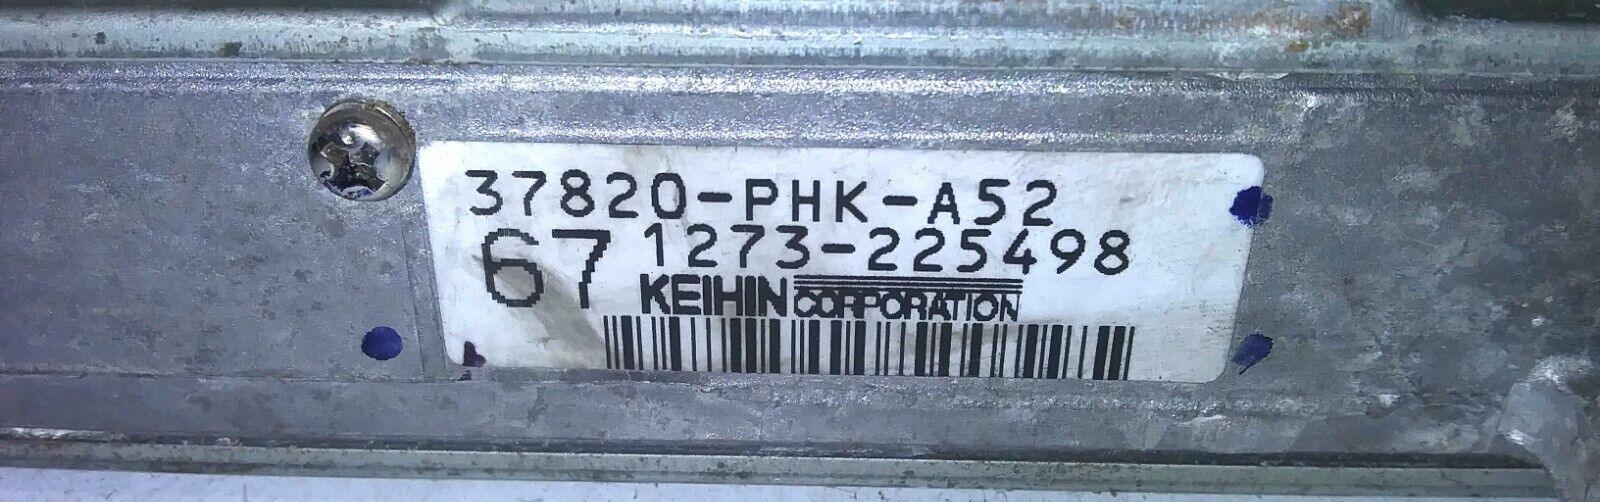 37820-PHK-A52
67 1273-225498
KEIHIN CORPORATION